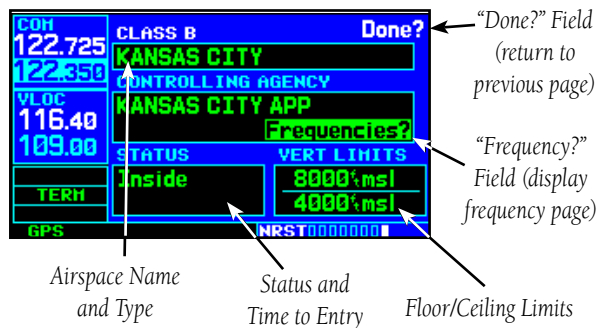 COM
122.725
122.350
VLOC
116.40
109.00
TERM
GPS
CLASS B
Done?
KANSAS CITY
CONTROLLING AGENCY
KANSAS CITY APP
Frequencies?
STATUS
Inside
VERT LIMITS
8000ft msl
4000ft msl
NRST
“Done?” Field
(return to
previous page)
“Frequency?”
Field (display
frequency page)
Airspace Name
and Type
Status and
Time to Entry
Floor/Ceiling Limits